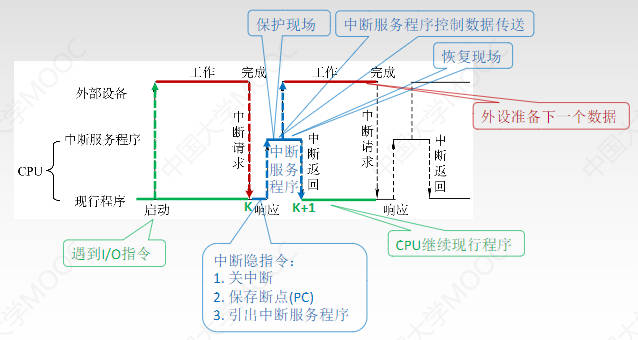 保护现场
中断服务程序控制数据传送
恢复现场
工作
完成
工作
完成
外部设备
外设准备下一个数据
中断请求
中断返回
中断请求
中断返回
中断服务程序
中断服务程序
CPU
现行程序
启动
K
响应
K+1
响应
遇到I/O指令
CPU继续现行程序
中断隐指令：
1. 关中断
2. 保存断点(PC)
3. 引出中断服务程序
中国大学MOOC